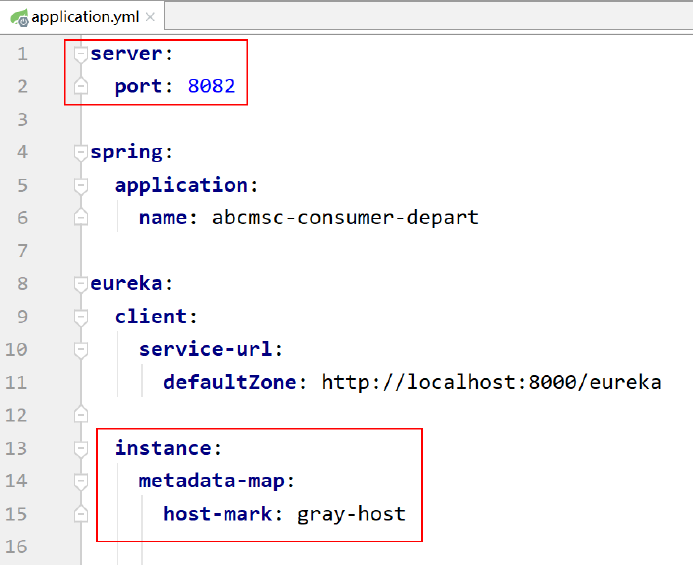 application.yml
1 server:
2   port: 8082
3
4 spring:
5   application:
6     name: abcmsc-consumer-depart
7
8 eureka:
9   client:
10     service-url:
11       defaultZone: http://localhost:8000/eureka
12
13   instance:
14     metadata-map:
15       host-mark: gray-host
16